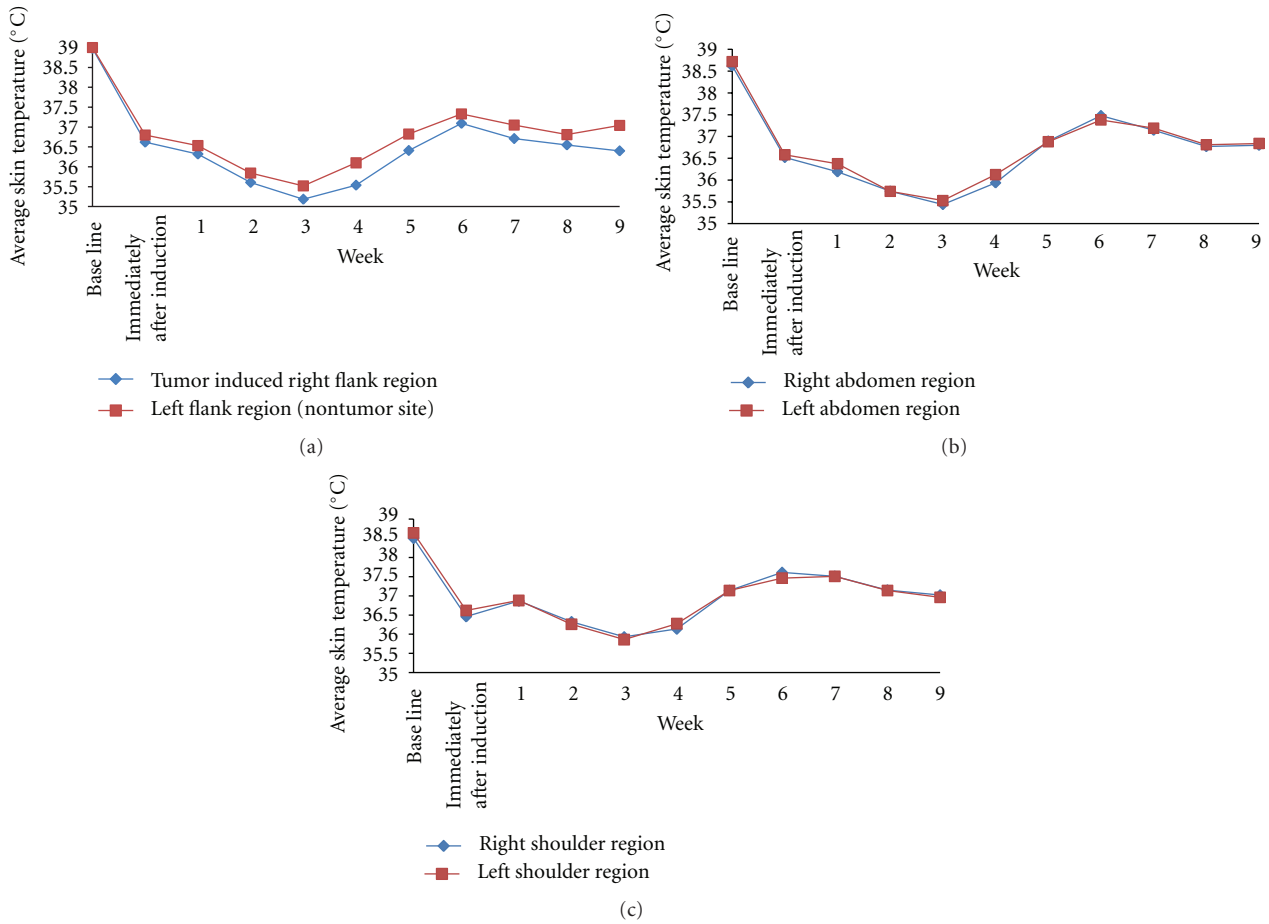 Average skin temperature (°C)
39
38.5
38
37.5
37
36.5
36
35.5
35
Base line
Immediately
after induction
1 2 3 4 5 6 7 8 9
Week
Tumor induced right flank region
Left flank region (nontumor site)
(a)
Average skin temperature (°C)
39
38.5
38
37.5
37
36.5
36
35.5
35
Base line
Immediately
after induction
1 2 3 4 5 6 7 8 9
Week
Right abdomen region
Left abdomen region
(b)
Average skin temperature (°C)
39
38.5
38
37.5
37
36.5
36
35.5
35
Base line
Immediately
after induction
1 2 3 4 5 6 7 8 9
Week
Right shoulder region
Left shoulder region
(c)